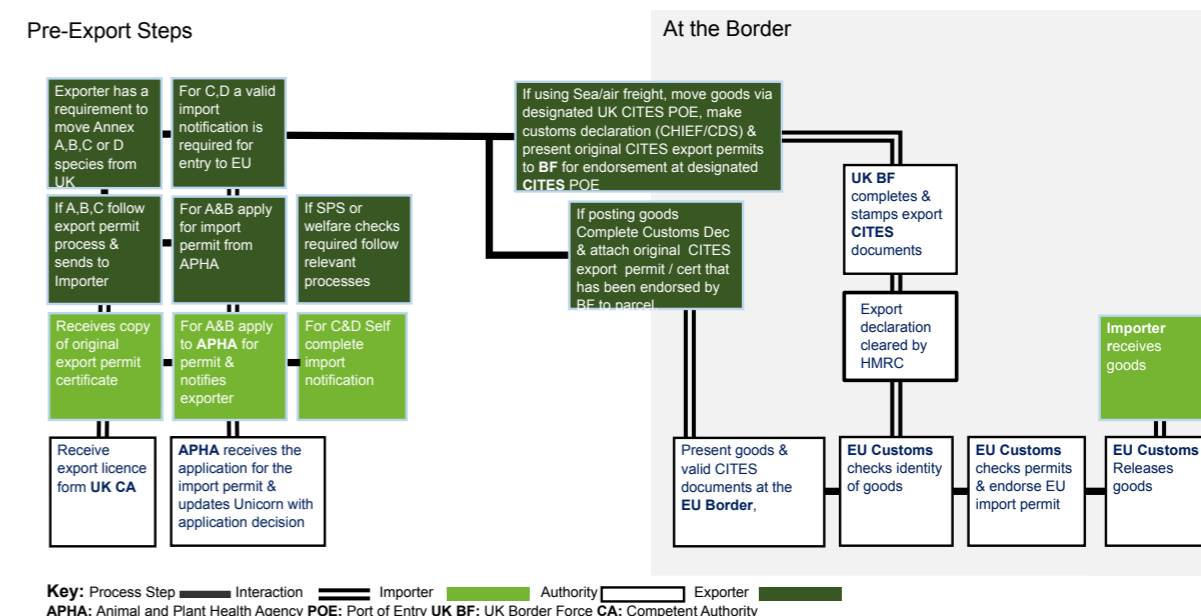 Pre-Export Steps
At the Border
Exporter has a
requirement to
move Annex
A,B,C or D
species from
UK
For C,D a valid
import
notification is
required for
entry to EU
If using Sea/air freight, move goods via
designated UK CITES POE, make
customs declaration (CHIEF/CDS) &
present original CITES export permits
to BF for endorsement at designated
CITES POE
UK BF
completes &
stamps export
CITES
documents
If A,B,C follow
export permit
process &
sends to
Importer
For A&B apply
for import
permit from
APHA
If SPS or
welfare checks
required follow
relevant
processes
If posting goods
Complete Customs Dec
& attach original CITES
export permit / cert that
has been endorsed by
BF to parcel
Export
declaration
cleared by
HMRC
Receives copy
of original
export permit
certificate
For A&B apply
to APHA for
permit &
notifies
exporter
For C&D Self
complete
import
notification
Importer
receives
goods
Receive
export licence
form UK CA
APHA receives the
application for the
import permit &
updates Unicorn with
application decision
Present goods &
valid CITES
documents at the
EU Border,
EU Customs
checks identity
of goods
EU Customs
checks permits
& endorse EU
import permit
EU Customs
Releases
goods
Key: Process Step Interaction Importer Authority Exporter
APHA: Animal and Plant Health Agency POE: Port of Entry UK BF: UK Border Force CA: Competent Authority